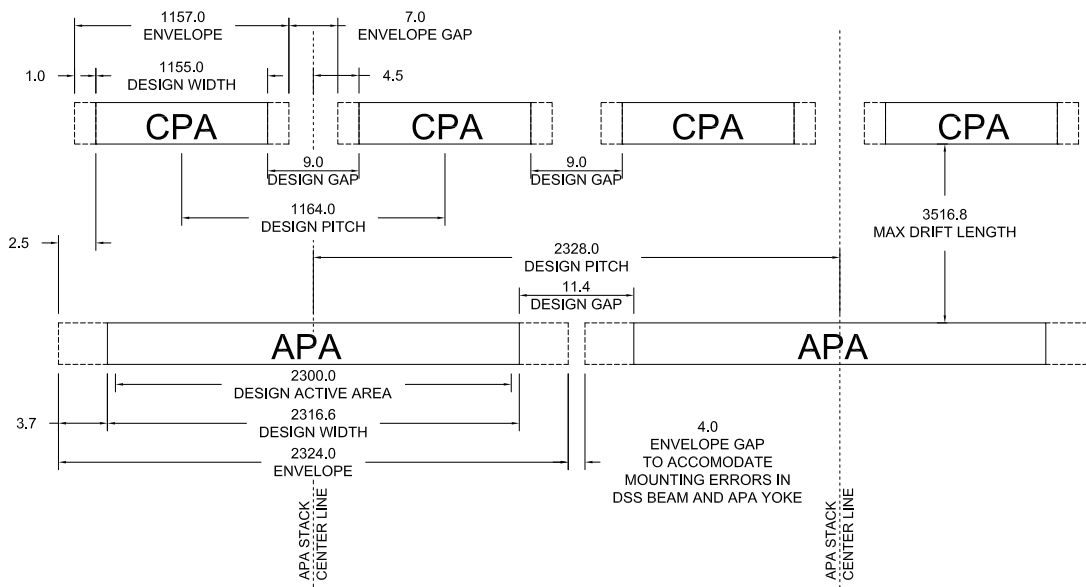 1157.0
ENVELOPE
7.0
ENVELOPE GAP
1.0
1155.0
DESIGN WIDTH
4.5
CPA
CPA
CPA
CPA
9.0
DESIGN GAP
9.0
DESIGN GAP
1164.0
DESIGN PITCH
3516.8
MAX DRIFT LENGTH
2.5
2328.0
DESIGN PITCH
11.4
DESIGN GAP
APA
APA
2300.0
DESIGN ACTIVE AREA
3.7
2316.6
DESIGN WIDTH
2324.0
ENVELOPE
4.0
ENVELOPE GAP
TO ACCOMODATE
MOUNTING ERRORS IN
DSS BEAM AND APA YOKE
APA STACK
CENTER LINE
APA STACK
CENTER LINE